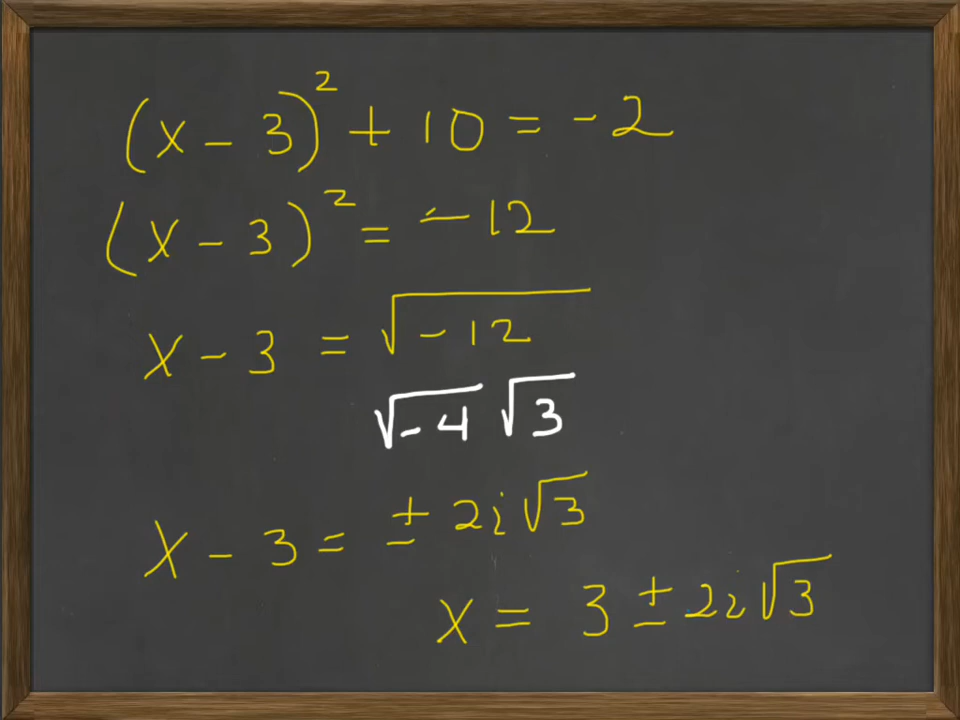 (x - 3)² + 10 = -2
(x - 3)² = -12
x - 3 = √-12
√-4 √3
x - 3 = ± 2i√3
x = 3 ± 2i√3